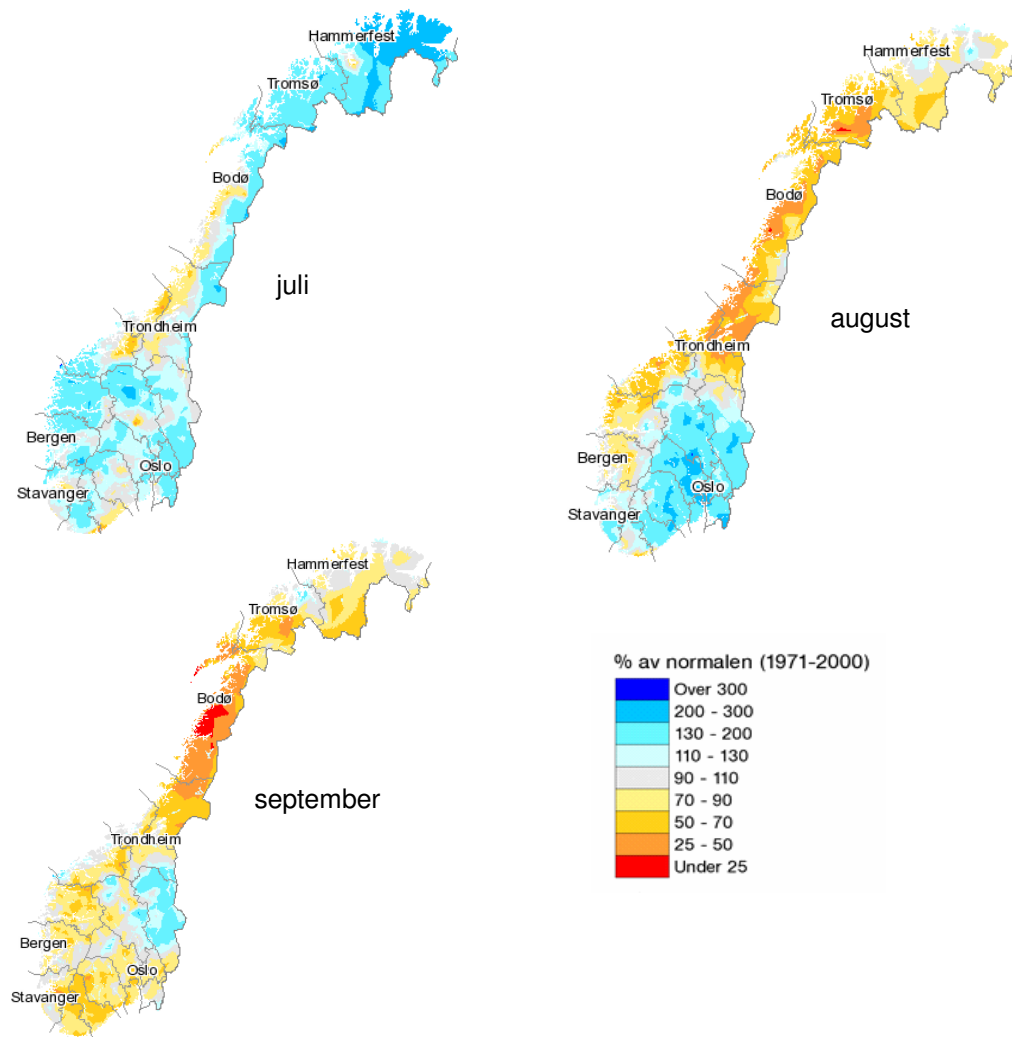 Hammerfest
Tromsø
Bodø
juli
Trondheim
Bergen
Oslo
Stavanger
Hammerfest
Tromsø
Bodø
august
Trondheim
Bergen
Oslo
Stavanger
Hammerfest
Tromsø
Bodø
september
Trondheim
Bergen
Oslo
Stavanger
% av normalen (1971-2000)
Over 300
200 - 300
130 - 200
110 - 130
90 - 110
70 - 90
50 - 70
25 - 50
Under 25